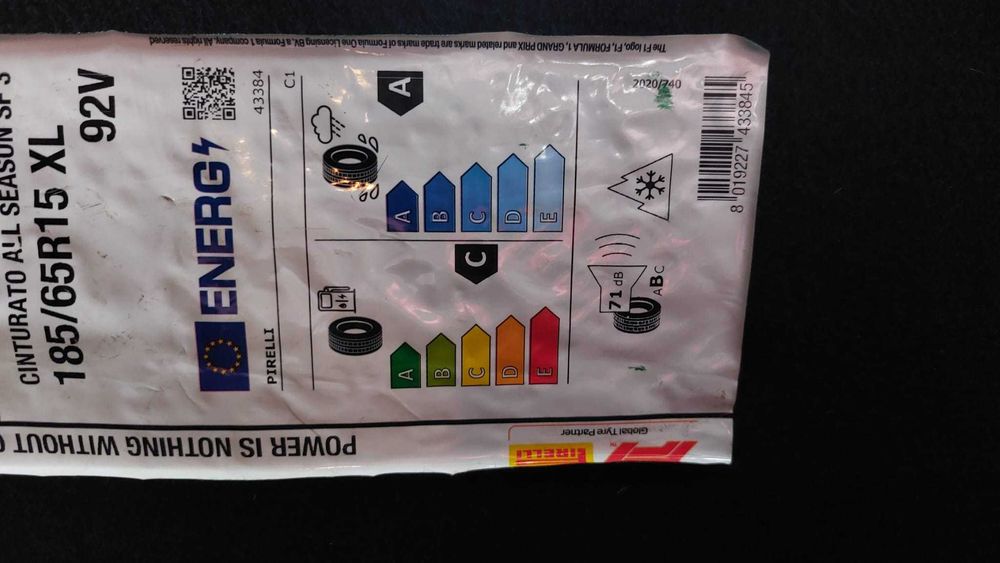 CINTURATO ALL SEASON SF3
185/65R15 XL
92V
ENERG
PIRELLI
43384
C1
A
A
B
C
D
E
C
A
B
C
D
E
2020/740
71 dB
ABC
8 019227 433845
The F1 logo, F1, FORMULA 1, GRAND PRIX and related marks are trade marks of Formula One Licensing BV, a Formula 1 company. All rights reserved
POWER IS NOTHING WITHOUT
Global Tyre Partner
PIRELLI
F1™